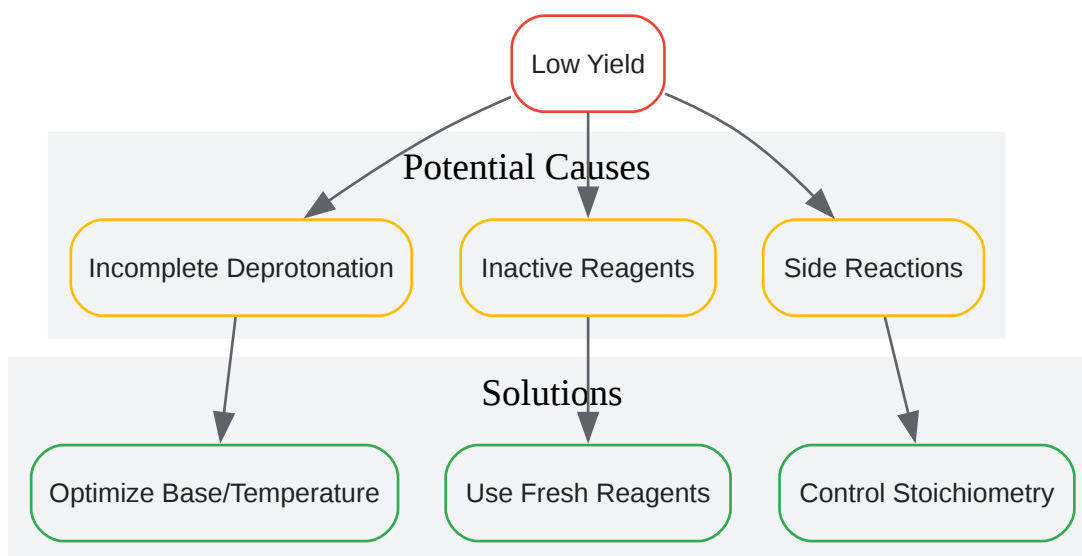 Low Yield
Potential Causes
Incomplete Deprotonation
Inactive Reagents
Side Reactions
Solutions
Optimize Base/Temperature
Use Fresh Reagents
Control Stoichiometry